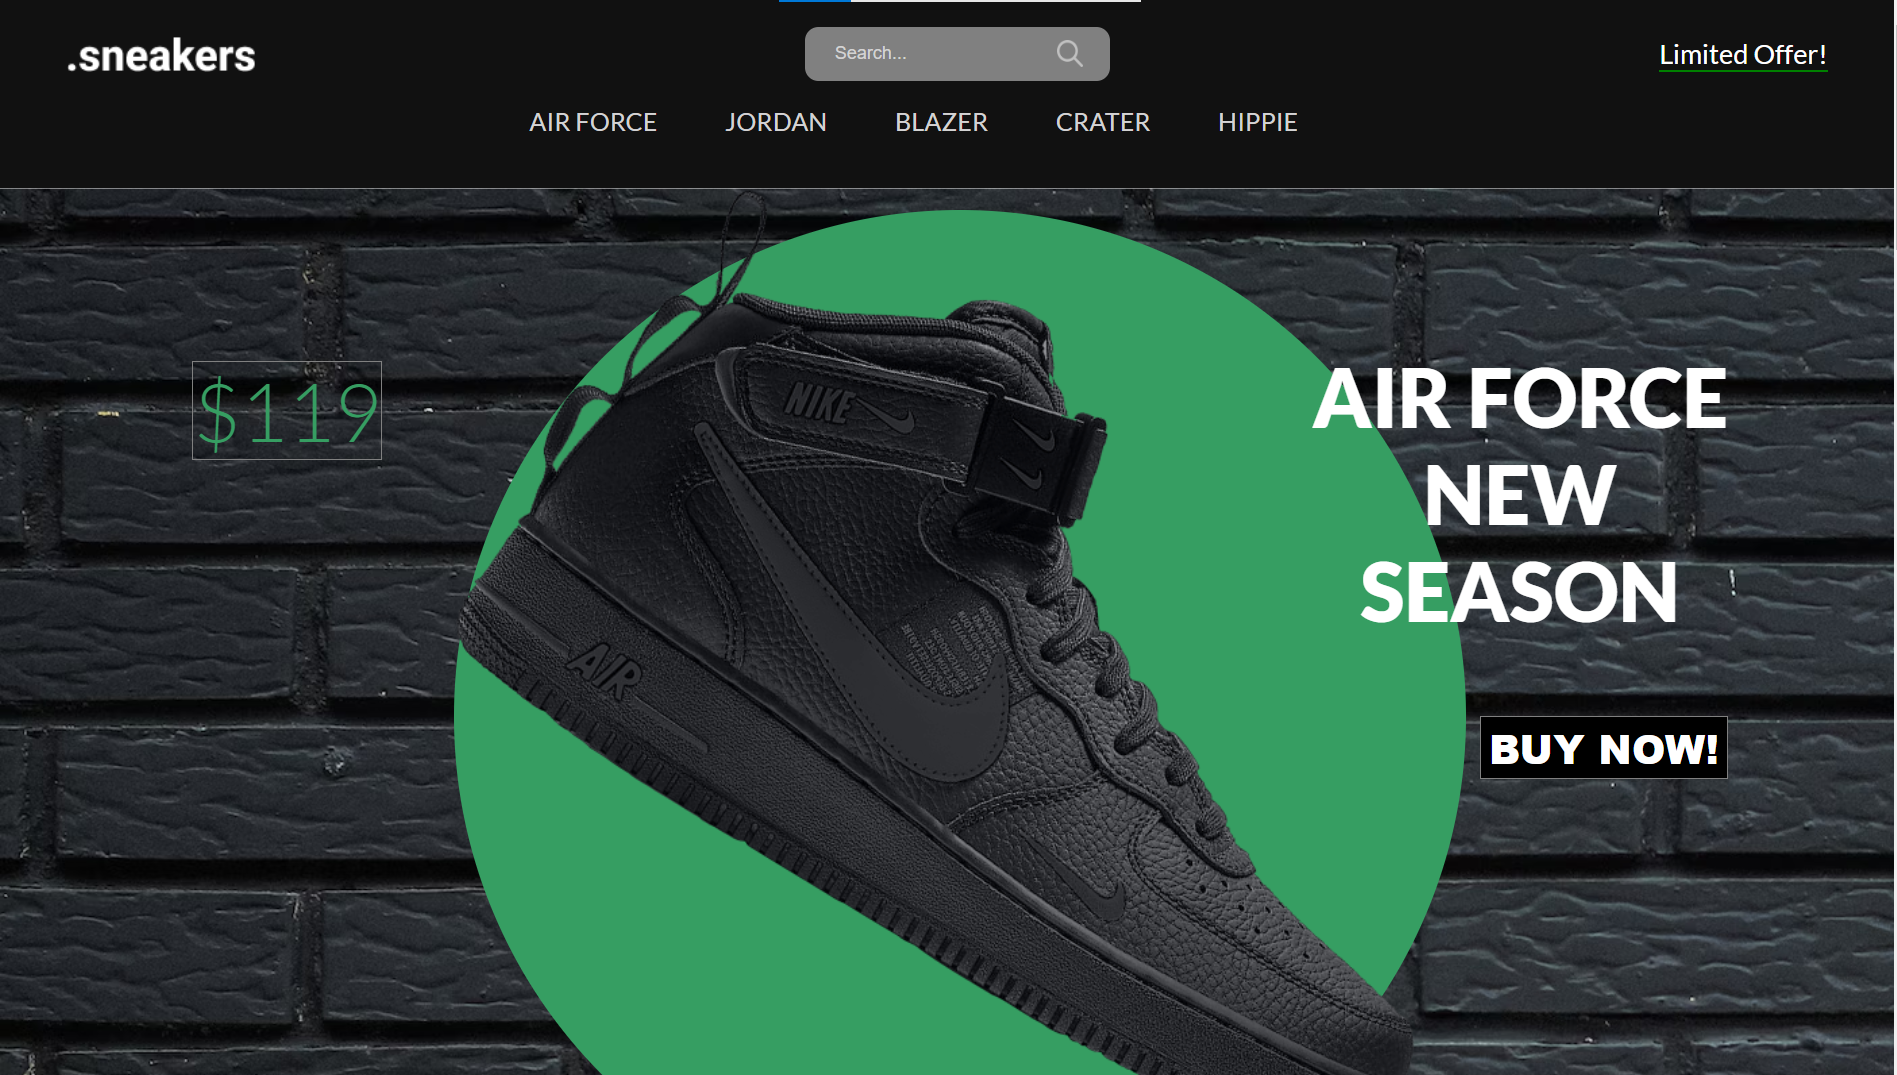 .sneakers
Search...
Limited Offer!
AIR FORCE
JORDAN
BLAZER
CRATER
HIPPIE
$119
NIKE
AIR
AIR FORCE
NEW
SEASON
BUY NOW!